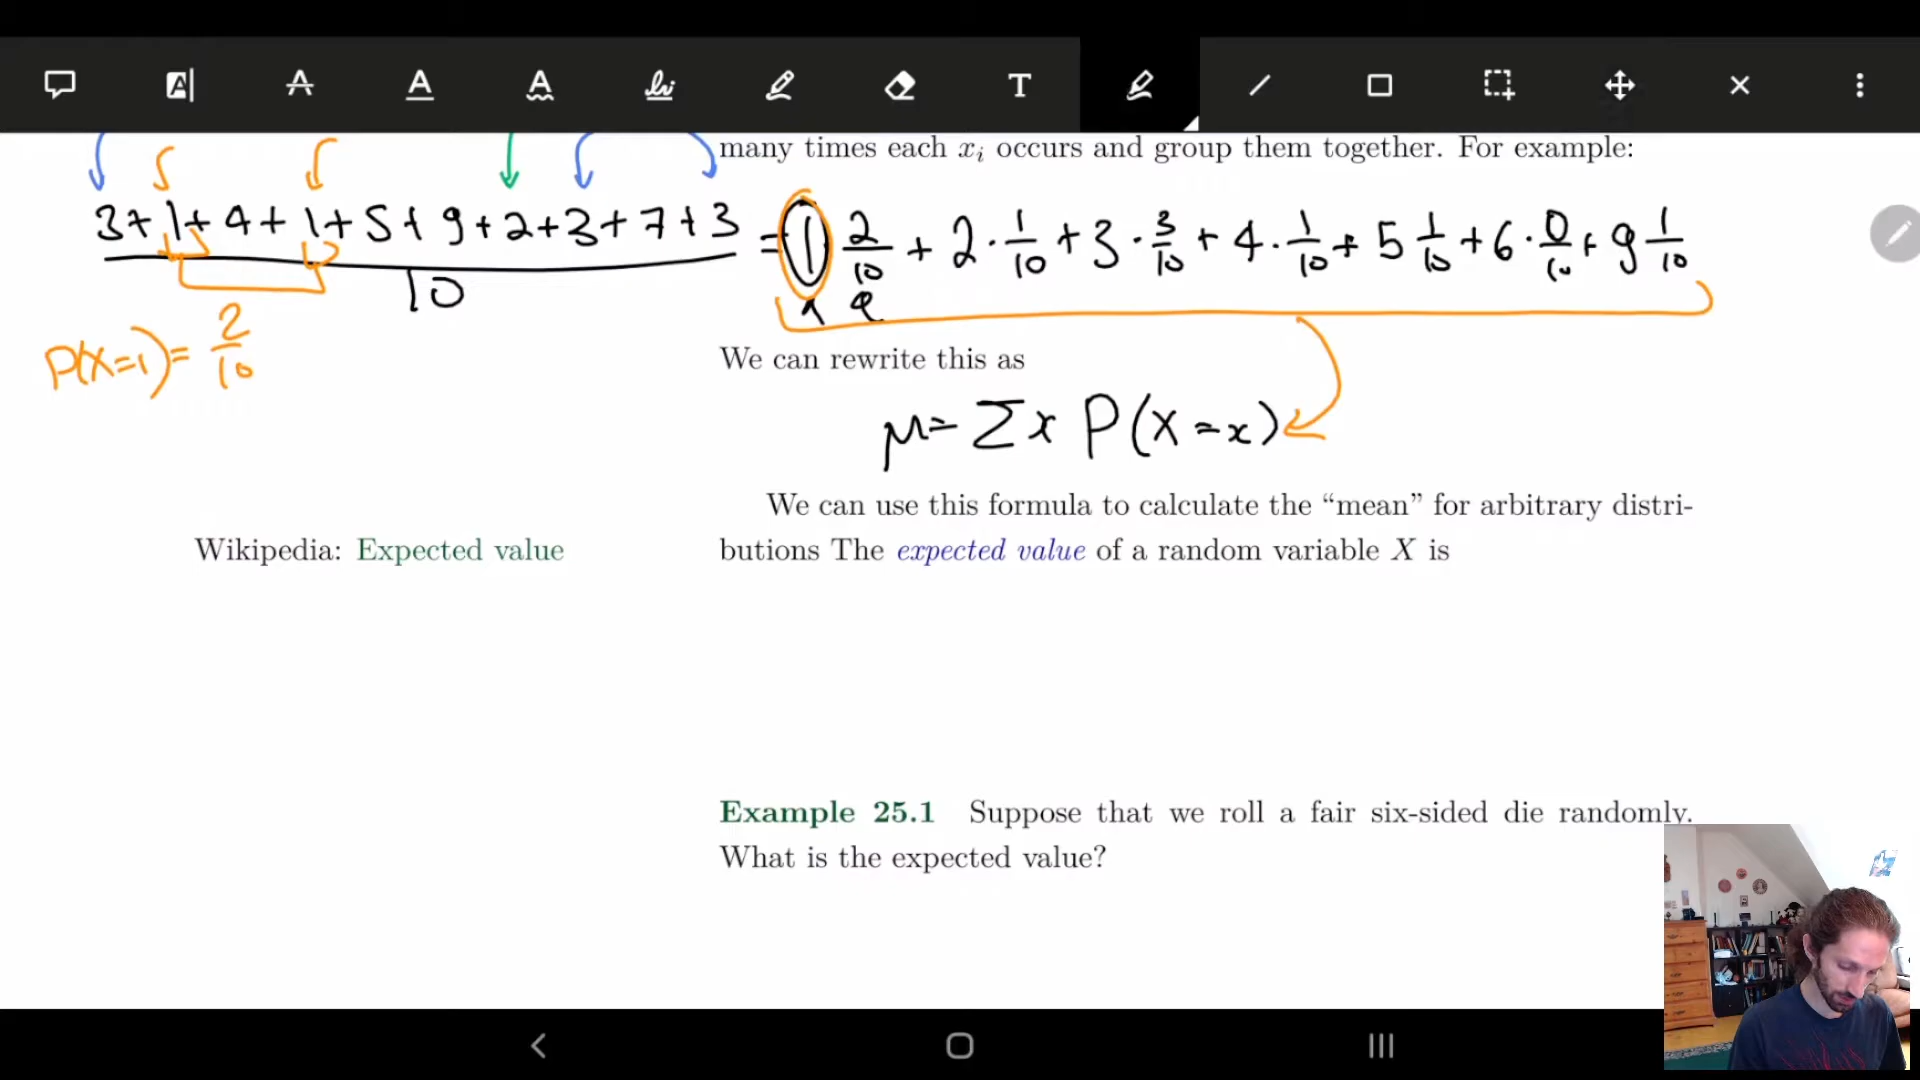 many times each x_i occurs and group them together. For example:
3+1+4+1+5+9+2+3+7+3 / 10 = 1 2/10 + 2·1/10 + 3·3/10 + 4·1/10 + 5 1/10 + 6·0/10 + 9 1/10
P(X=1) = 2/10
We can rewrite this as
μ = Σ x P(X=x)
We can use this formula to calculate the “mean” for arbitrary distri-
Wikipedia: Expected value
butions The expected value of a random variable X is
Example 25.1 Suppose that we roll a fair six-sided die randomly.
What is the expected value?